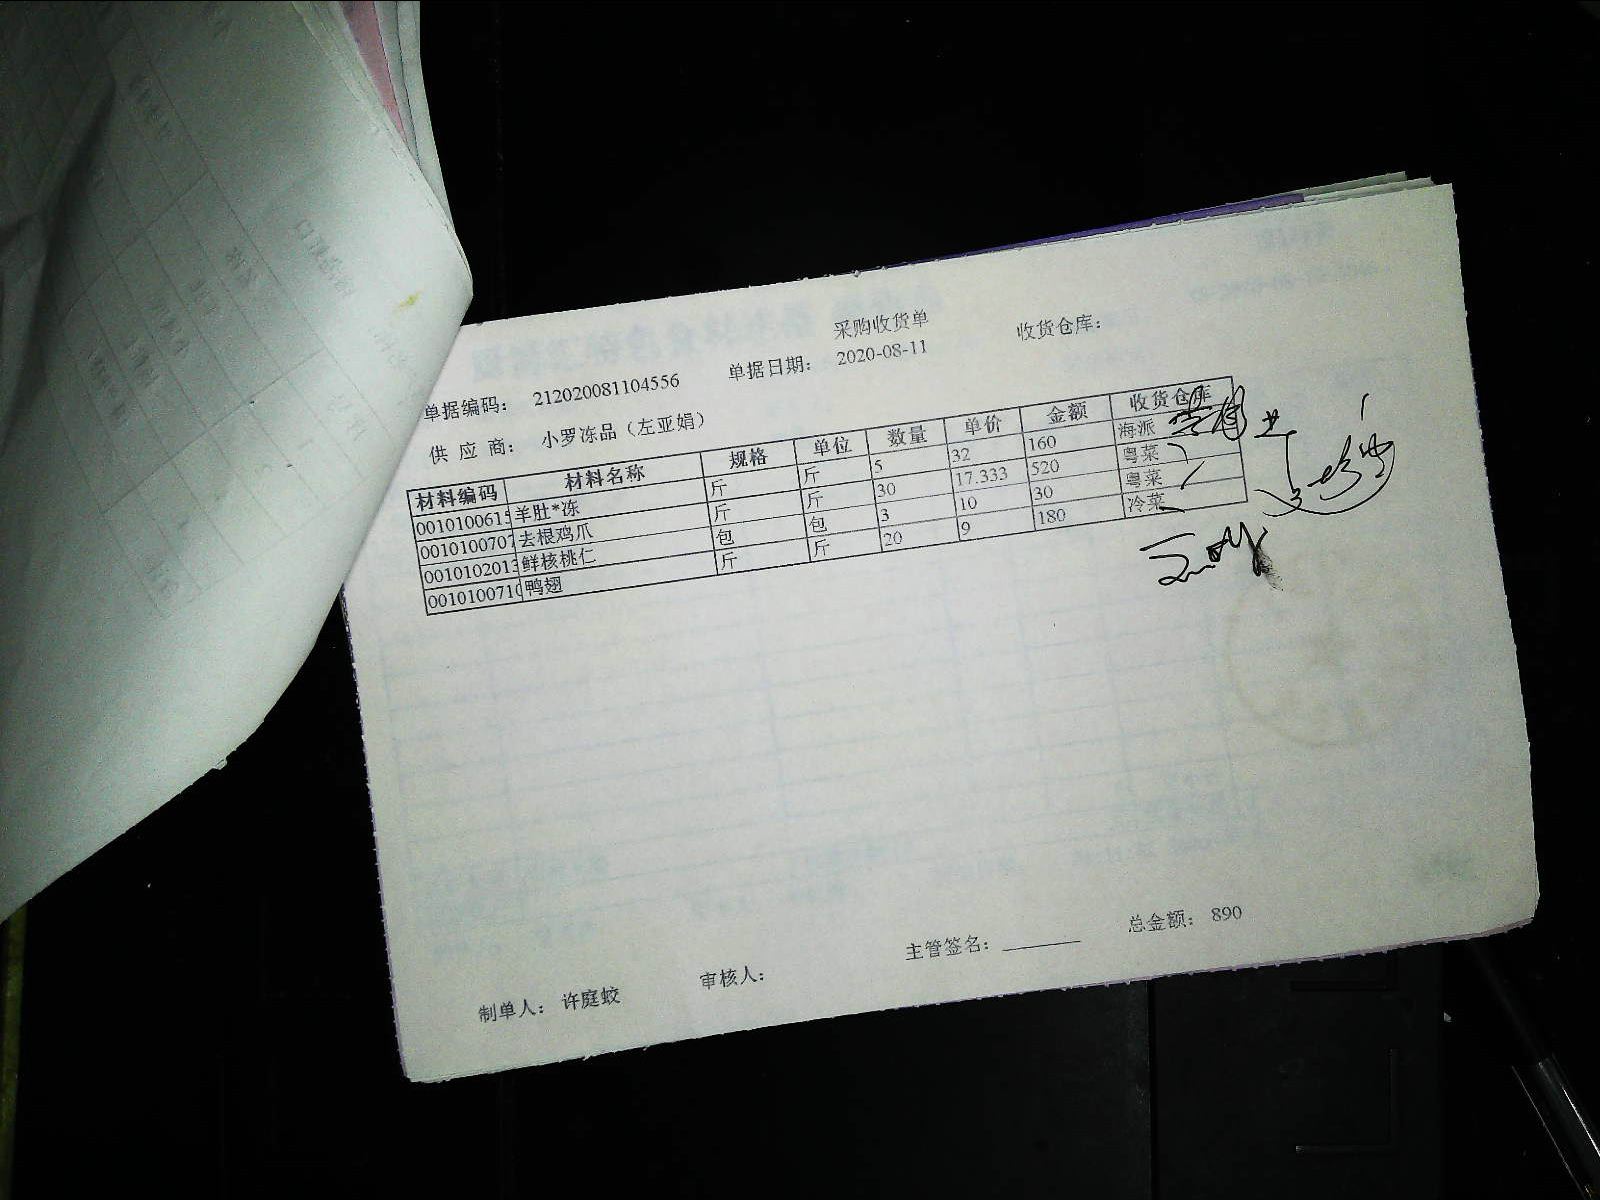 采购收货单
单据编码： 212020081104556 单据日期： 2020-08-11 收货仓库：
供 应 商： 小罗冻品（左亚娟）
材料编码 材料名称 规格 单位 数量 单价 金额 收货仓库
001010061 羊肚*冻 斤 斤 5 32 160 海派
001010070 去根鸡爪 斤 斤 30 17.333 520 粤菜
001010201 鲜核桃仁 包 包 3 10 30 粤菜
001010071 鸭翅 斤 斤 20 9 180 冷菜
制单人： 许庭蛟 审核人： 主管签名： 总金额： 890